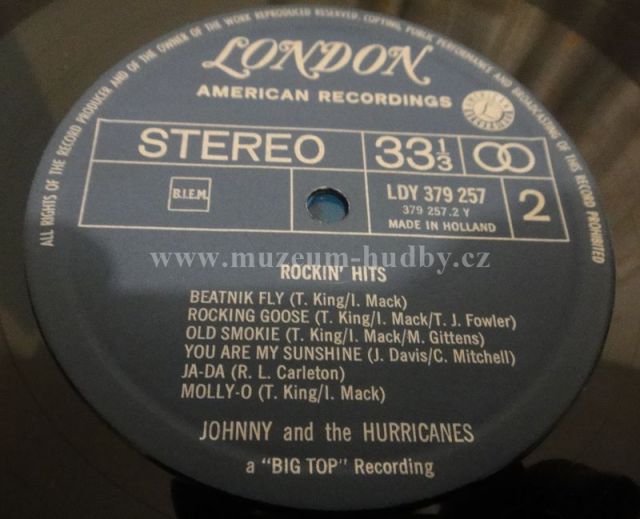 ALL RIGHTS OF THE RECORD PRODUCER AND OF THE OWNER OF THE WORK REPRODUCED RESERVED. COPYING, PUBLIC PERFORMANCE AND BROADCASTING OF THIS RECORD PROHIBITED
LONDON
AMERICAN RECORDINGS
STEREO 33⅓
B.I.E.M. LDY 379 257 2
379 257.2 Y
MADE IN HOLLAND
www.muzeum-hudby.cz
ROCKIN' HITS
BEATNIK FLY (T. King/I. Mack)
ROCKING GOOSE (T. King/I. Mack/T. J. Fowler)
OLD SMOKIE (T. King/I. Mack/M. Gittens)
YOU ARE MY SUNSHINE (J. Davis/C. Mitchell)
JA-DA (R. L. Carleton)
MOLLY-O (T. King/I. Mack)
JOHNNY and the HURRICANES
a "BIG TOP" Recording